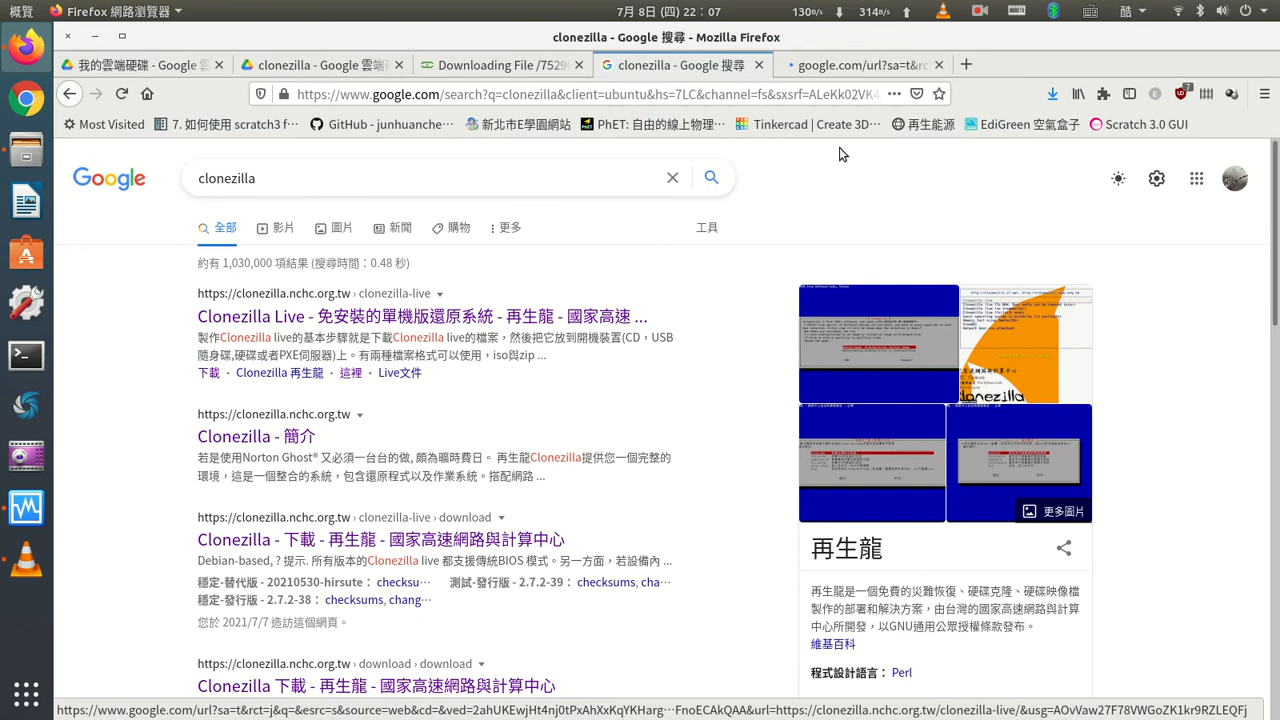 概覽
Firefox 網路瀏覽器
7月 8日 (四) 22：07
130B/s
314B/s
酷
clonezilla - Google 搜尋 - Mozilla Firefox
我的雲端硬碟 - Google 雲
clonezilla - Google 雲端
Downloading File /7529
clonezilla - Google 搜尋
google.com/url?sa=t&rc
https://www.google.com/search?q=clonezilla&client=ubuntu&hs=7LC&channel=fs&sxsrf=ALeKk02VK4
Most Visited
7. 如何使用 scratch3 f…
GitHub - junhuanche…
新北市E學園網站
PhET: 自由的線上物理…
Tinkercad | Create 3D…
再生能源
EdiGreen 空氣盒子
Scratch 3.0 GUI
Google
clonezilla
全部
影片
圖片
新聞
購物
更多
工具
約有 1,030,000 項結果 (搜尋時間：0.48 秒)
https://clonezilla.nchc.org.tw › clonezilla-live
Clonezilla Live - 免安裝的單機版還原系統 - 再生龍 - 國家高速 ...
製作Clonezilla live的基本步驟就是下載Clonezilla live的檔案，然後把它放到開機裝置(CD，USB
隨身碟,硬碟或者PXE伺服器)上。有兩種檔案格式可以使用，iso與zip ...
下載 · Clonezilla 再生龍 · 這裡 · Live文件
https://clonezilla.nchc.org.tw
Clonezilla - 簡介
若是使用Norton Ghost® 又必須一台台的做, 頗為曠時費日。 再生龍Clonezilla提供您一個完整的
環境，這是一個整合的系統，包含還原程式以及作業系統。搭配網路 ...
https://clonezilla.nchc.org.tw › clonezilla-live › download
Clonezilla - 下載 - 再生龍 - 國家高速網路與計算中心
Debian-based, ? 提示. 所有版本的Clonezilla live 都支援傳統BIOS 模式。另一方面，若設備內 ...
穩定-替代版 - 20210530-hirsute： checksu…
測試-發行版 - 2.7.2-39： checksums, cha…
穩定-發行版 - 2.7.2-38： checksums, chang…
您於 2021/7/7 造訪這個網頁。
https://clonezilla.nchc.org.tw › download › download
Clonezilla 下載 - 再生龍 - 國家高速網路與計算中心
更多圖片
再生龍
再生龍是一個免費的災難恢復、硬碟克隆、硬碟映像檔
製作的部署和解決方案，由台灣的國家高速網路與計算
中心所開發，以GNU通用公眾授權條款發布。
維基百科
程式設計語言： Perl
https://www.google.com/url?sa=t&rct=j&q=&esrc=s&source=web&cd=&ved=2ahUKEwjHt4nj0tPxAhXxKqYKHarg…FnoECAkQAA&url=https://clonezilla.nchc.org.tw/clonezilla-live/&usg=AOvVaw27F78VWGoZK1kr9RZLEQFj